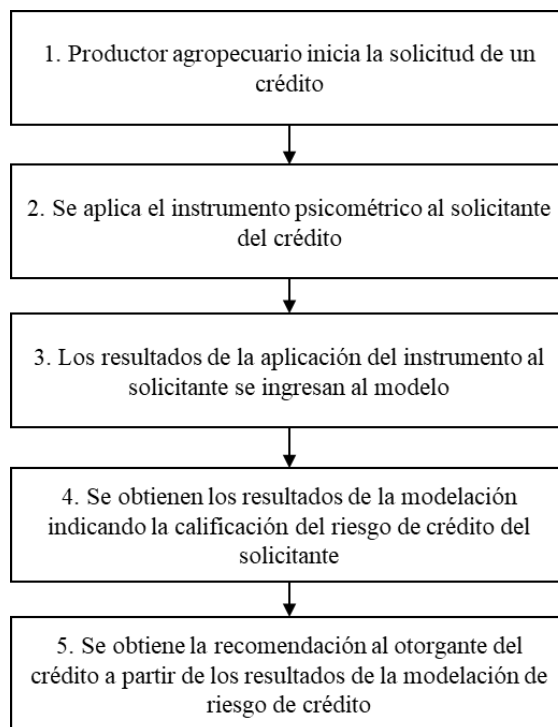 1. Productor agropecuario inicia la solicitud de un
crédito
2. Se aplica el instrumento psicométrico al solicitante
del crédito
3. Los resultados de la aplicación del instrumento al
solicitante se ingresan al modelo
4. Se obtienen los resultados de la modelación
indicando la calificación del riesgo de crédito del
solicitante
5. Se obtiene la recomendación al otorgante del
crédito a partir de los resultados de la modelación de
riesgo de crédito